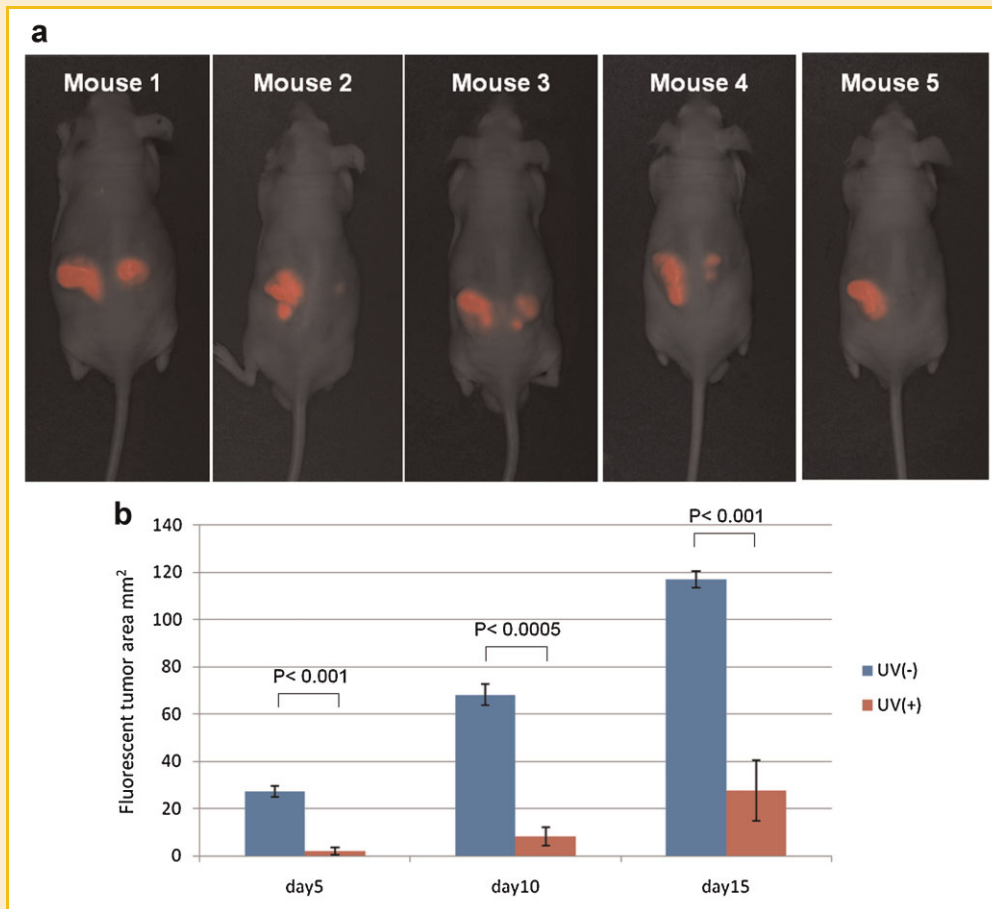 a
Mouse 1
Mouse 2
Mouse 3
Mouse 4
Mouse 5
b
Fluorescent tumor area mm²
140
120
100
80
60
40
20
0
P< 0.001
P< 0.0005
P< 0.001
day5
day10
day15
UV(-)
UV(+)